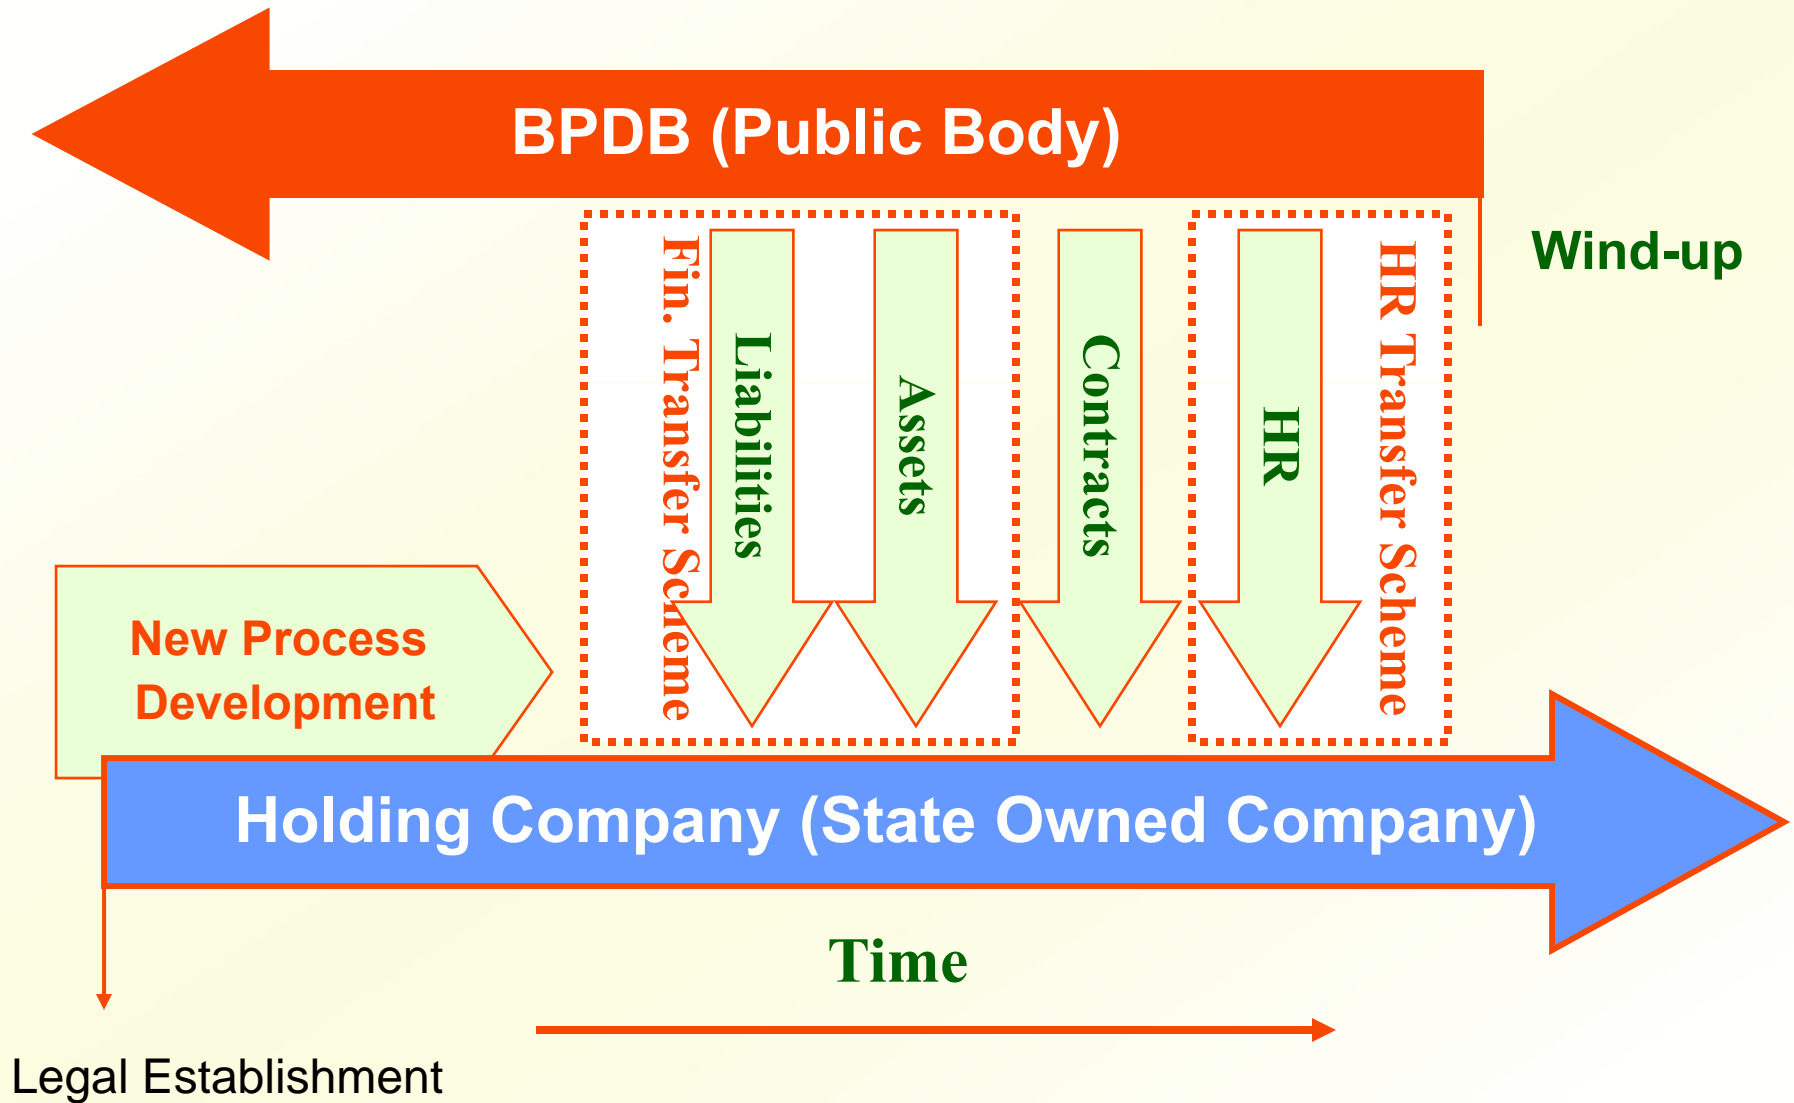 BPDB (Public Body)
Wind-up
Fin. Transfer Scheme
Liabilities
Assets
Contracts
HR
HR Transfer Scheme
New Process
Development
Holding Company (State Owned Company)
Time
Legal Establishment